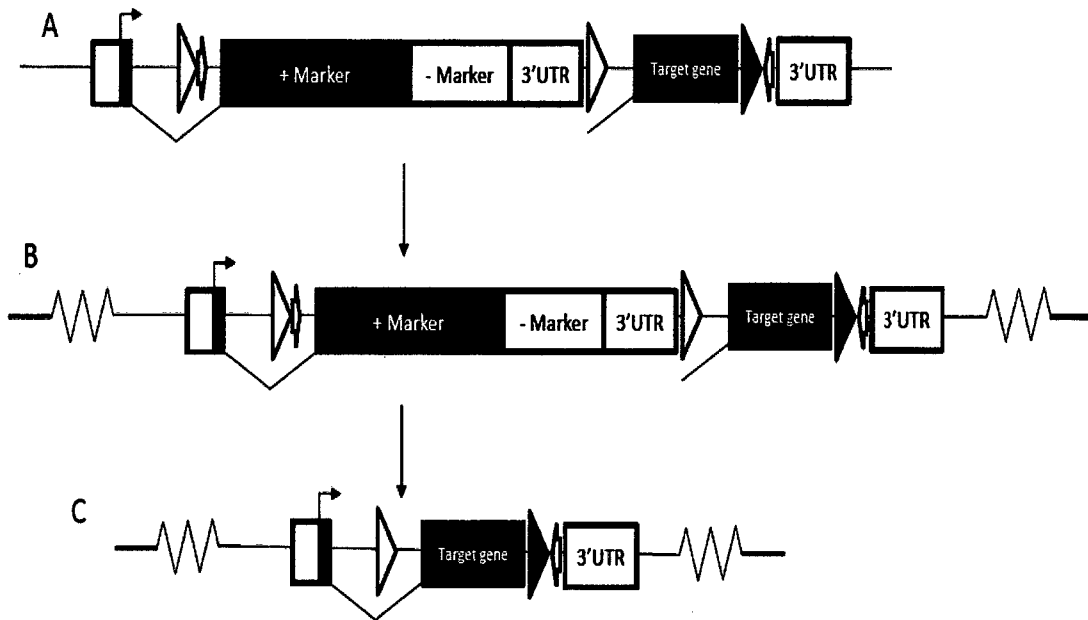 A
+ Marker
- Marker
3'UTR
Target gene
3'UTR
B
+ Marker
- Marker
3'UTR
Target gene
3'UTR
C
Target gene
3'UTR